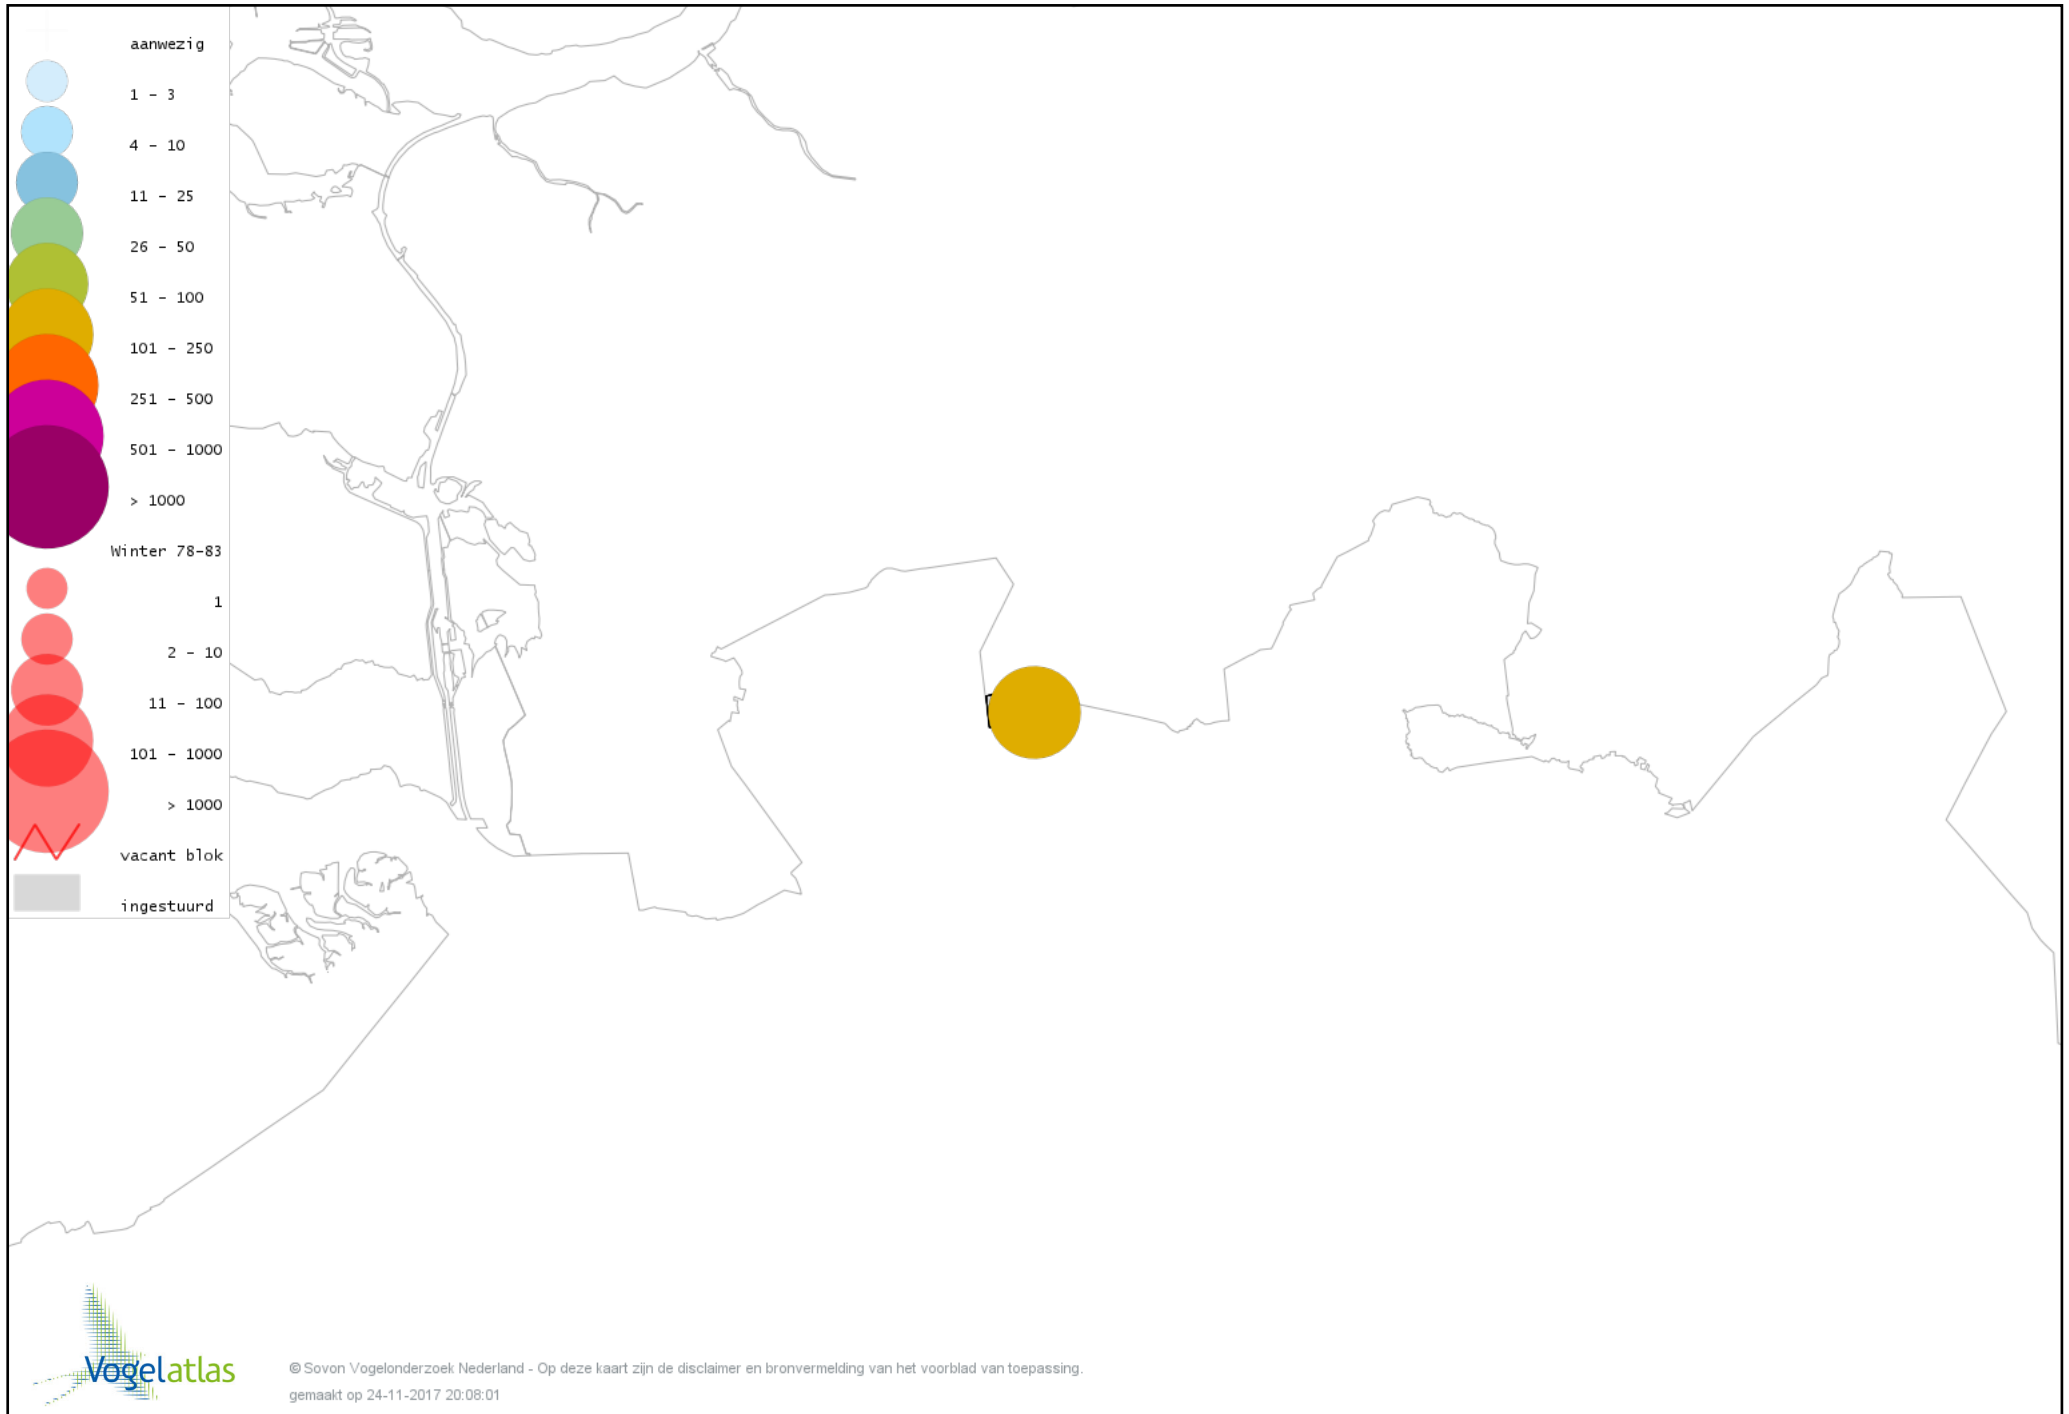 aanwezig
1 - 3
4 - 10
11 - 25
26 - 50
51 - 100
101 - 250
251 - 500
501 - 1000
> 1000
Winter 78-83
1
2 - 10
11 - 100
101 - 1000
> 1000
vacant blok
ingestuurd
Vogelatlas
© Sovon Vogelonderzoek Nederland - Op deze kaart zijn de disclaimer en bronvermelding van het voorblad van toepassing.
gemaakt op 24-11-2017 20:08:01